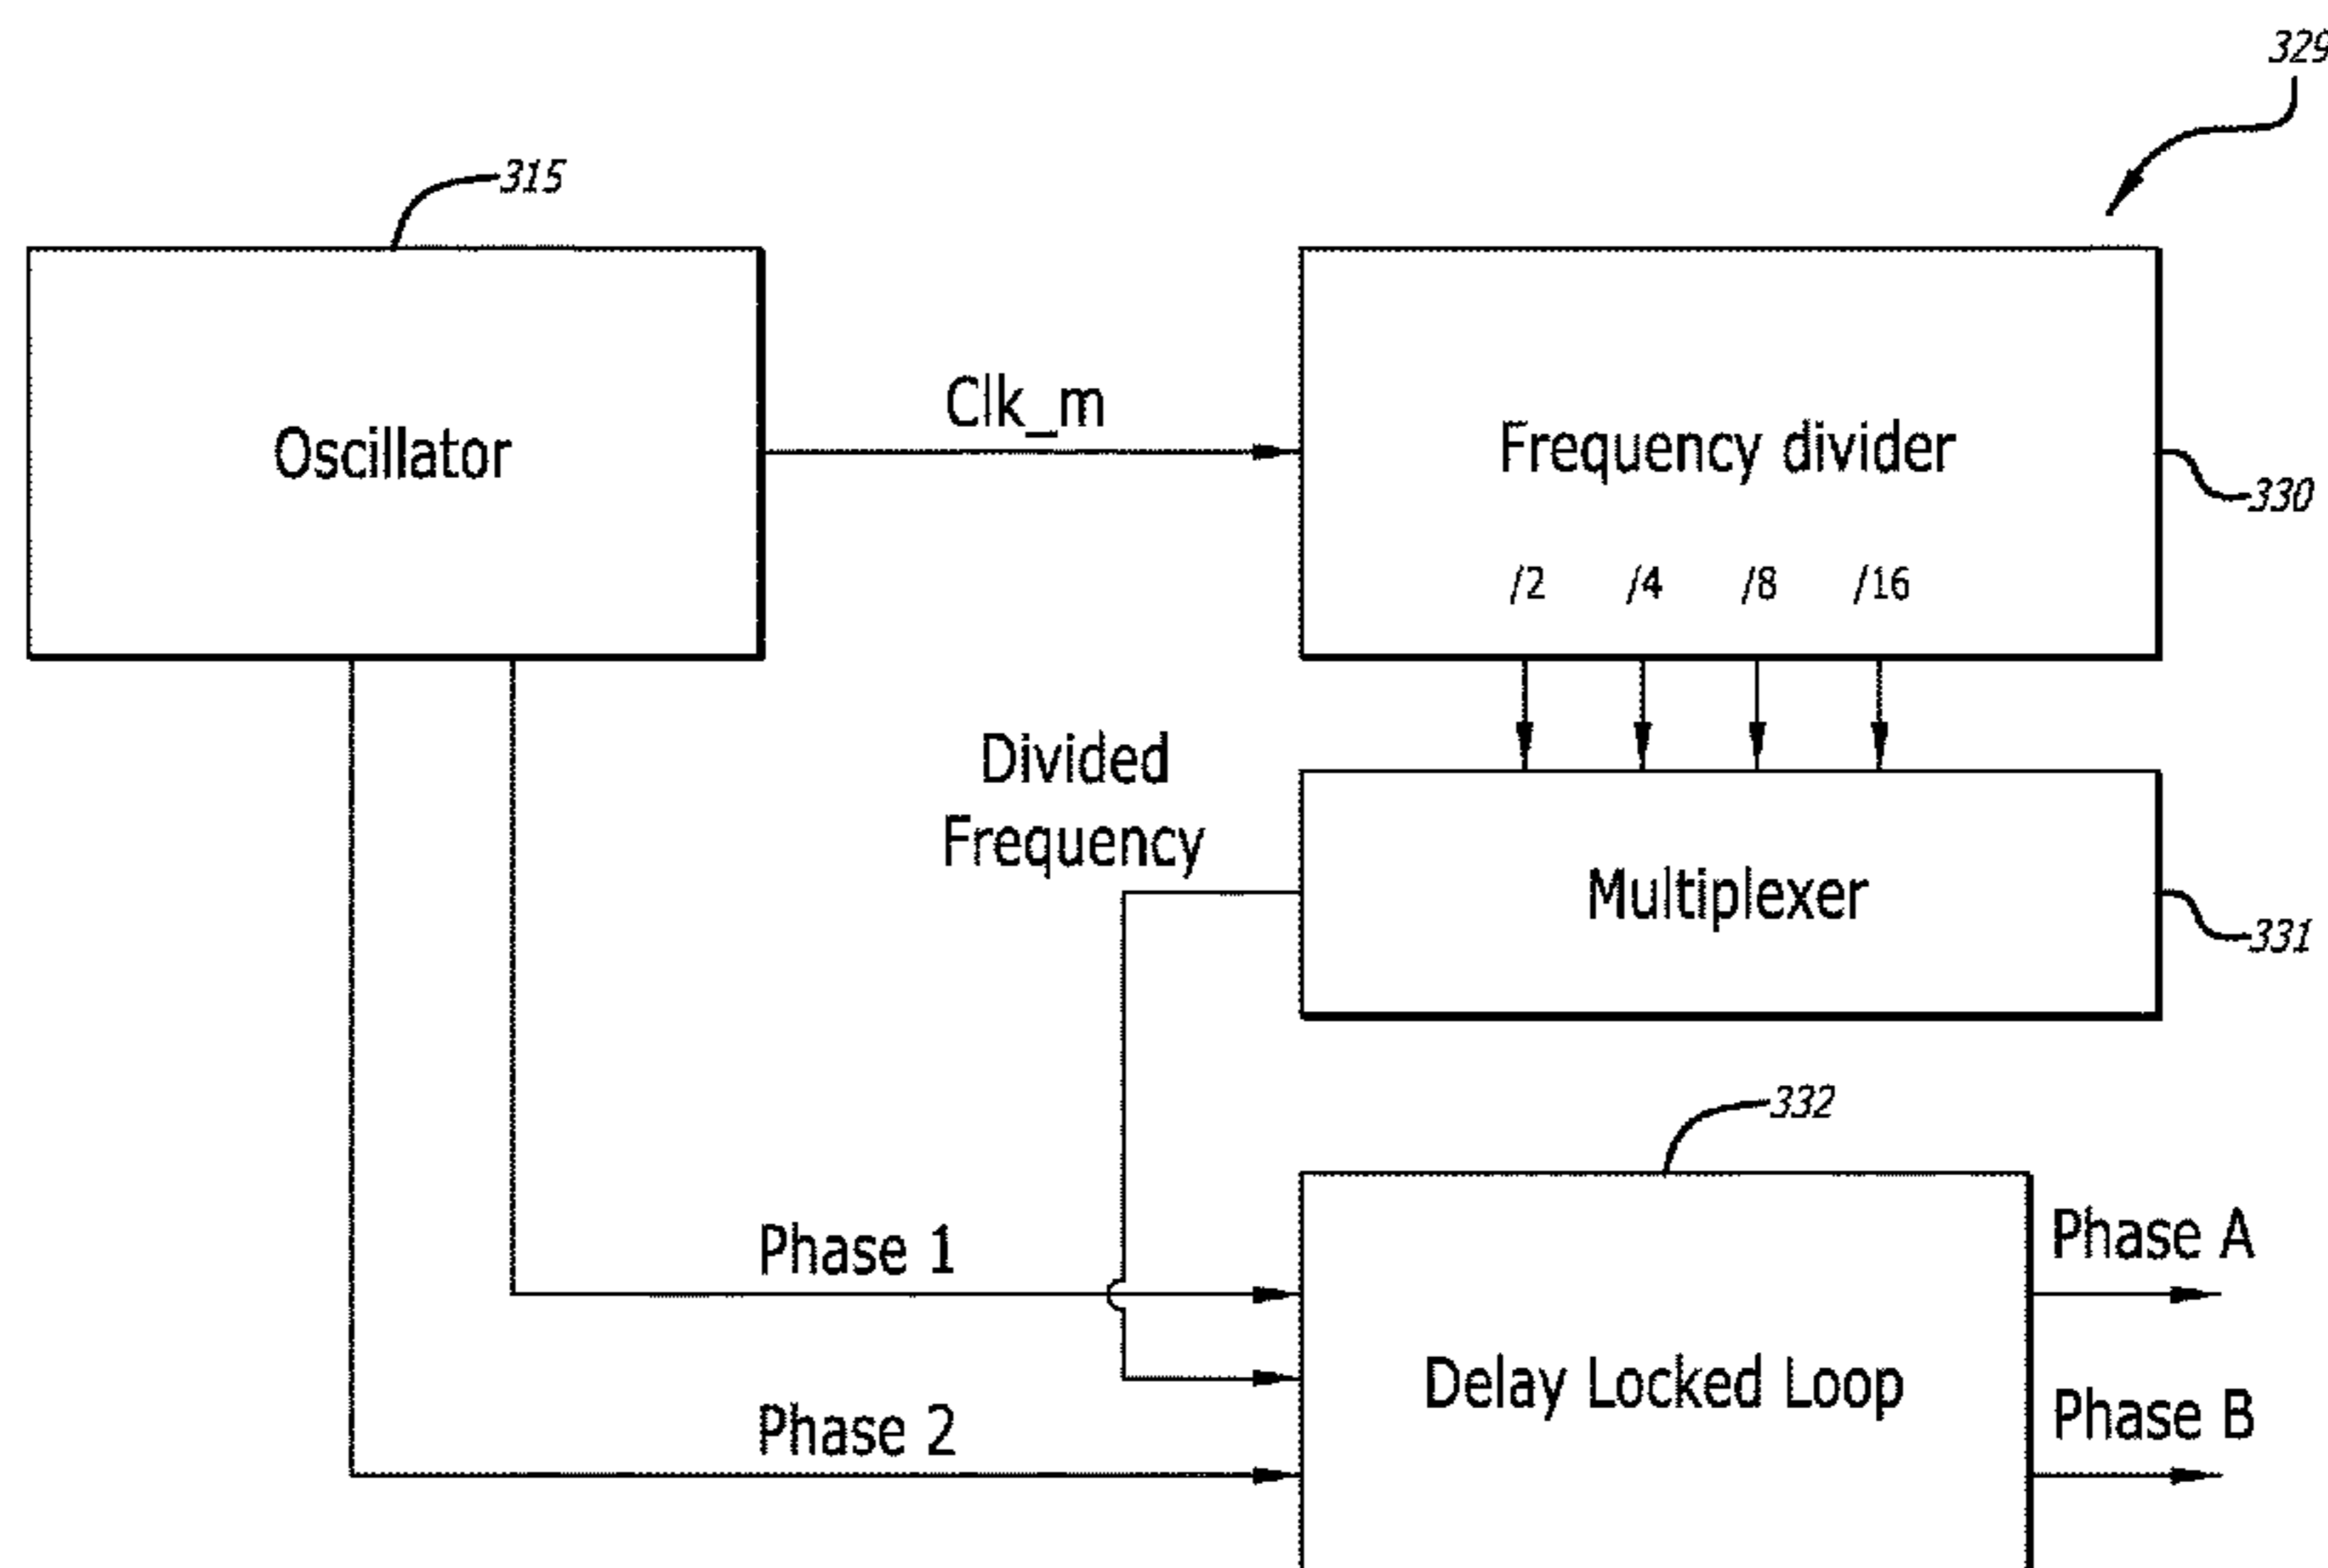 329
315
Oscillator
Clk_m
Frequency divider
330
/2 /4 /8 /16
Divided
Frequency
Multiplexer
331
332
Phase 1
Phase A
Delay Locked Loop
Phase 2
Phase B